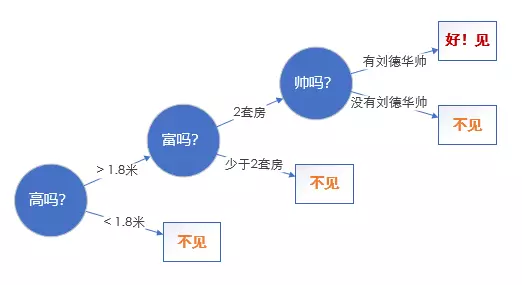 好！见
有刘德华帅
帅吗?
没有刘德华帅
2套房
不见
富吗?
> 1.8米
少于2套房
不见
高吗?
< 1.8米
不见